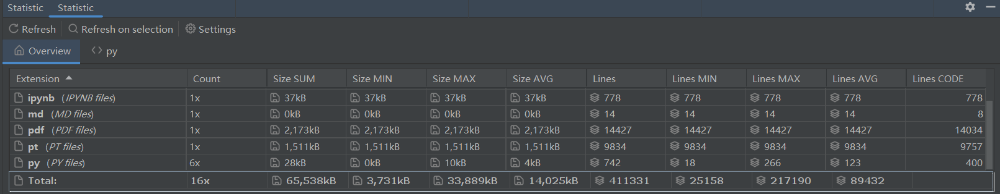 Statistic Statistic
Refresh Refresh on selection Settings
Overview py
Extension Count Size SUM Size MIN Size MAX Size AVG Lines Lines MIN Lines MAX Lines AVG Lines CODE
ipynb (IPYNB files) 1x 37kB 37kB 37kB 37kB 778 778 778 778 778
md (MD files) 1x 0kB 0kB 0kB 0kB 14 14 14 14 8
pdf (PDF files) 1x 2,173kB 2,173kB 2,173kB 2,173kB 14427 14427 14427 14427 14034
pt (PT files) 1x 1,511kB 1,511kB 1,511kB 1,511kB 9834 9834 9834 9834 9757
py (PY files) 6x 28kB 0kB 10kB 4kB 742 18 266 123 400
Total: 16x 65,538kB 3,731kB 33,889kB 14,025kB 411331 25158 217190 89432